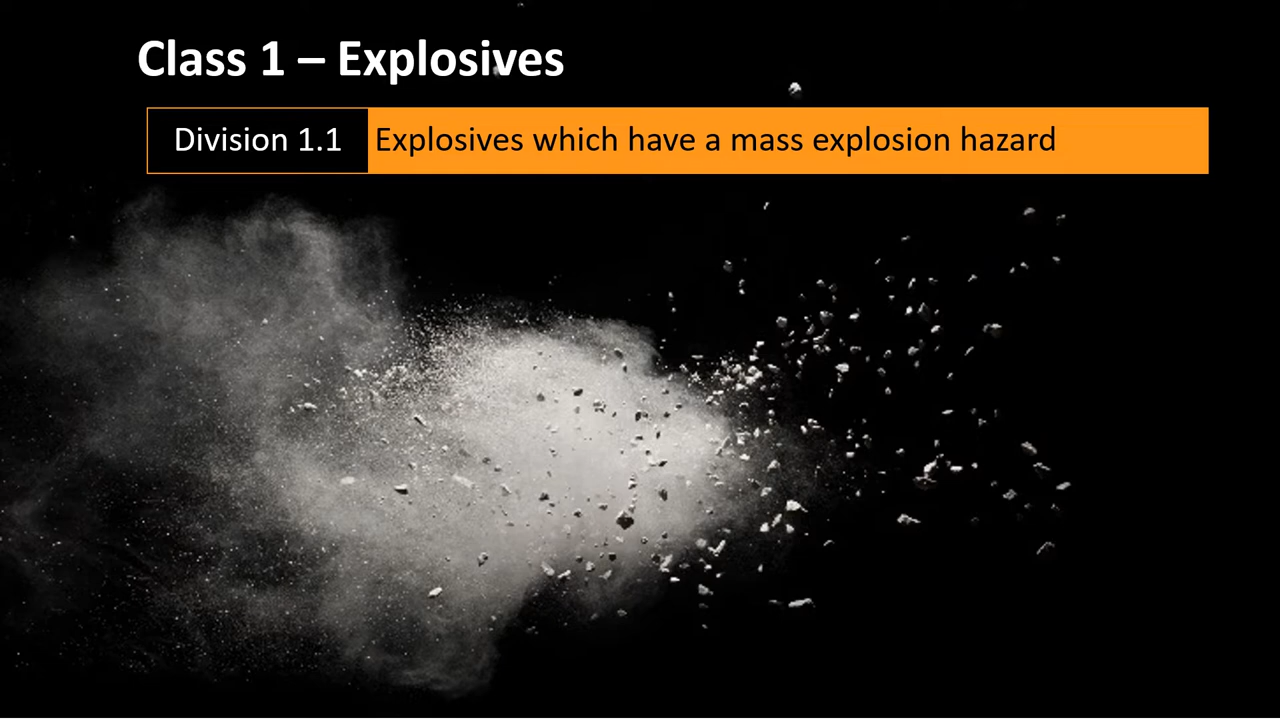 Class 1 – Explosives
Division 1.1 Explosives which have a mass explosion hazard